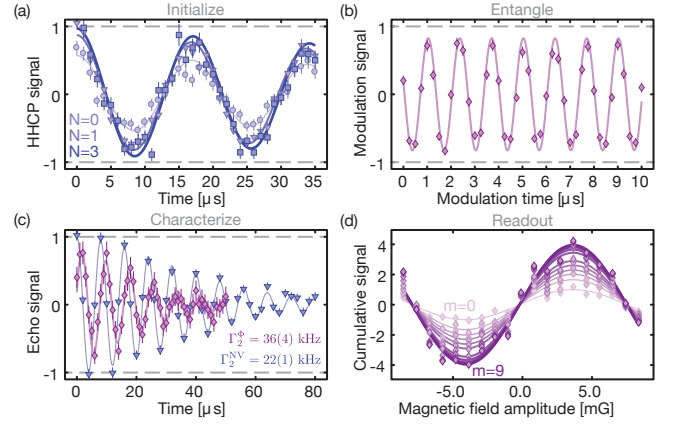 (a)
Initialize
HHCP signal
1
0
-1
N=0
N=1
N=3
0 5 10 15 20 25 30 35
Time [µs]
(b)
Entangle
Modulation signal
1
0
-1
0 1 2 3 4 5 6 7 8 9 10
Modulation time [µs]
(c)
Characterize
Echo signal
1
0
-1
Γ₂^Φ = 36(4) kHz
Γ₂^NV = 22(1) kHz
0 20 40 60 80
Time [µs]
(d)
Readout
Cumulative signal
4
2
0
-2
-4
m=0
m=9
-5.0 0.0 5.0
Magnetic field amplitude [mG]